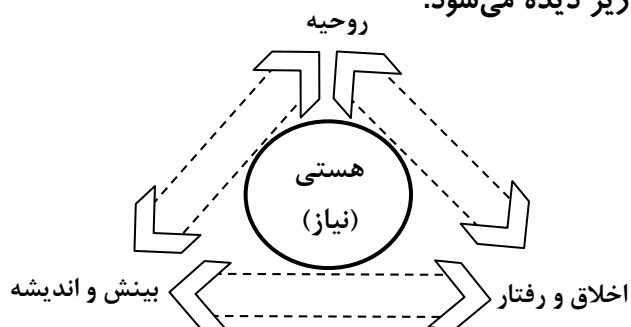 زیر دیده می‌شود.
روحیه
هستی
(نیاز)
اخلاق و رفتار
بینش و اندیشه